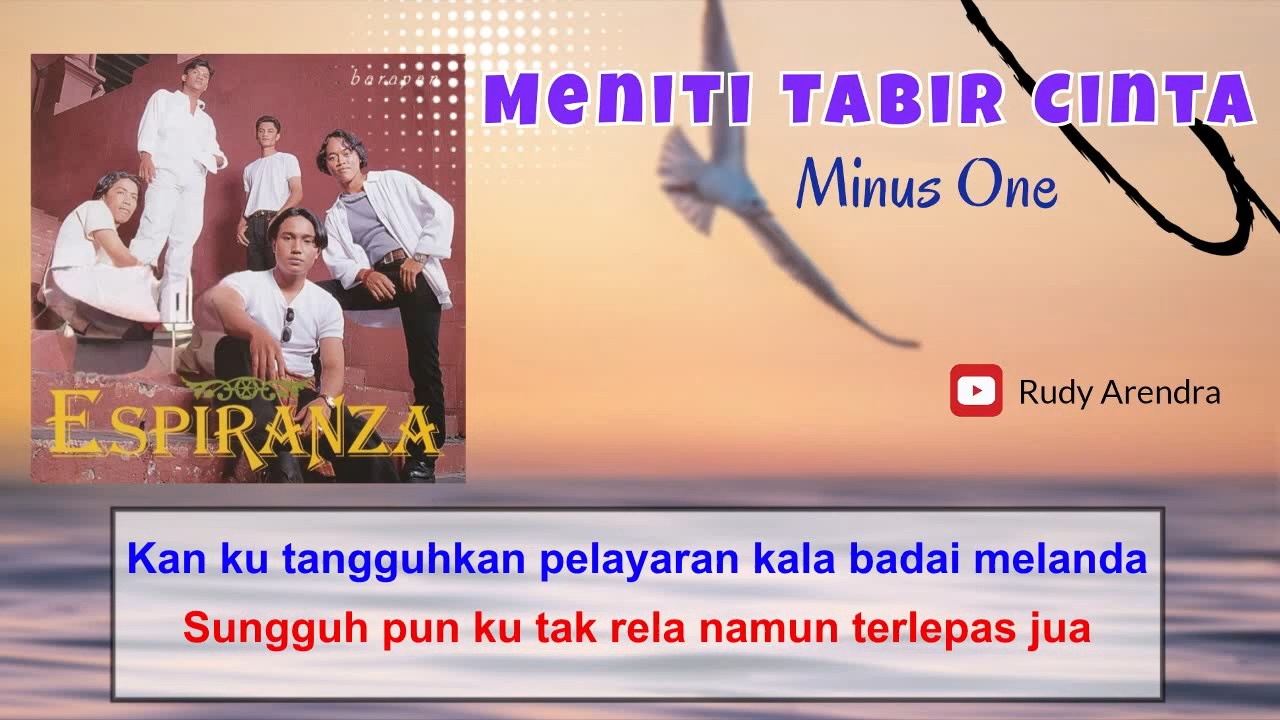 harapan
MENITI TABIR CINTA
Minus One
Rudy Arendra
ESPIRANZA
Kan ku tangguhkan pelayaran kala badai melanda
Sungguh pun ku tak rela namun terlepas jua